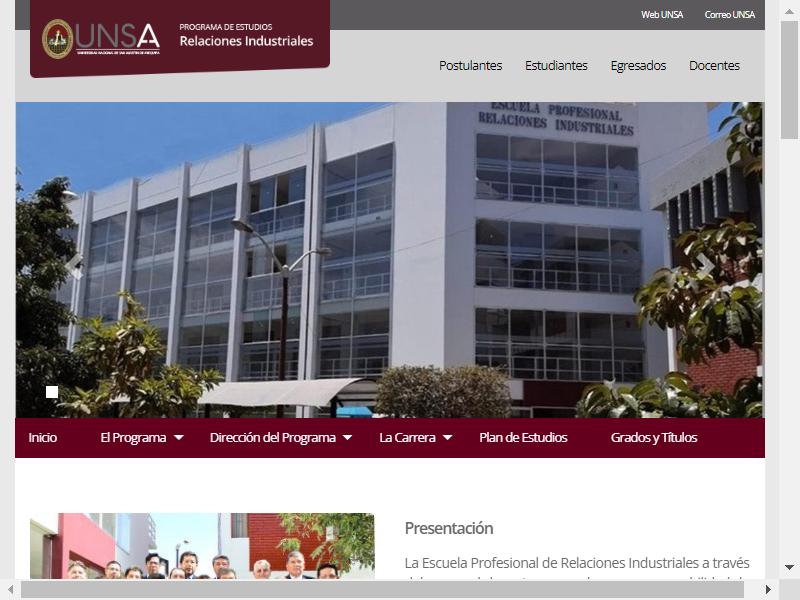 Web UNSA Correo UNSA
UNSA
UNIVERSIDAD NACIONAL DE SAN AGUSTÍN DE AREQUIPA
PROGRAMA DE ESTUDIOS
Relaciones Industriales
Postulantes Estudiantes Egresados Docentes
ESCUELA PROFESIONAL
RELACIONES INDUSTRIALES
Inicio El Programa Dirección del Programa La Carrera Plan de Estudios Grados y Títulos
Presentación
La Escuela Profesional de Relaciones Industriales a través